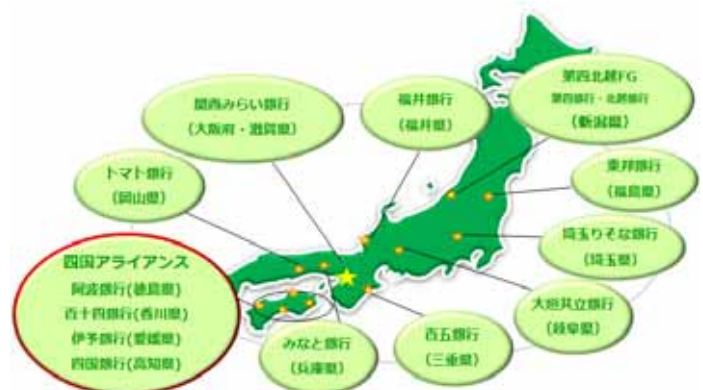 関西みらい銀行
（大阪府・滋賀県）
福井銀行
（福井県）
第四北越FG
第四銀行・北越銀行
（新潟県）
トマト銀行
（岡山県）
東邦銀行
（福島県）
埼玉りそな銀行
（埼玉県）
四国アライアンス
阿波銀行(徳島県)
百十四銀行(香川県)
伊予銀行(愛媛県)
四国銀行(高知県)
みなと銀行
（兵庫県）
百五銀行
（三重県）
大垣共立銀行
（岐阜県）